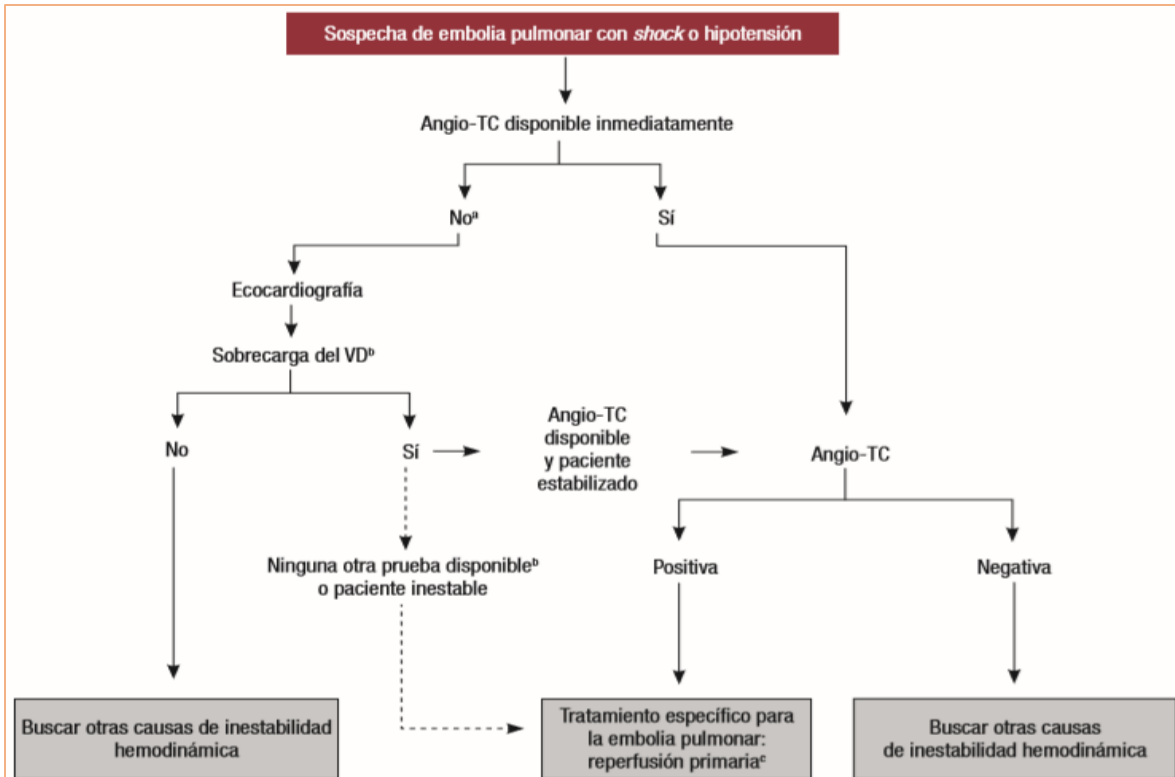 Sospecha de embolia pulmonar con shock o hipotensión
Angio-TC disponible inmediatamente
Noᵃ
Sí
Ecocardiografía
Sobrecarga del VDᵇ
No
Sí
Angio-TC
disponible
y paciente
estabilizado
Angio-TC
Ninguna otra prueba disponibleᵇ
o paciente inestable
Positiva
Negativa
Buscar otras causas de inestabilidad
hemodinámica
Tratamiento específico para
la embolia pulmonar:
reperfusión primariaᶜ
Buscar otras causas
de inestabilidad hemodinámica